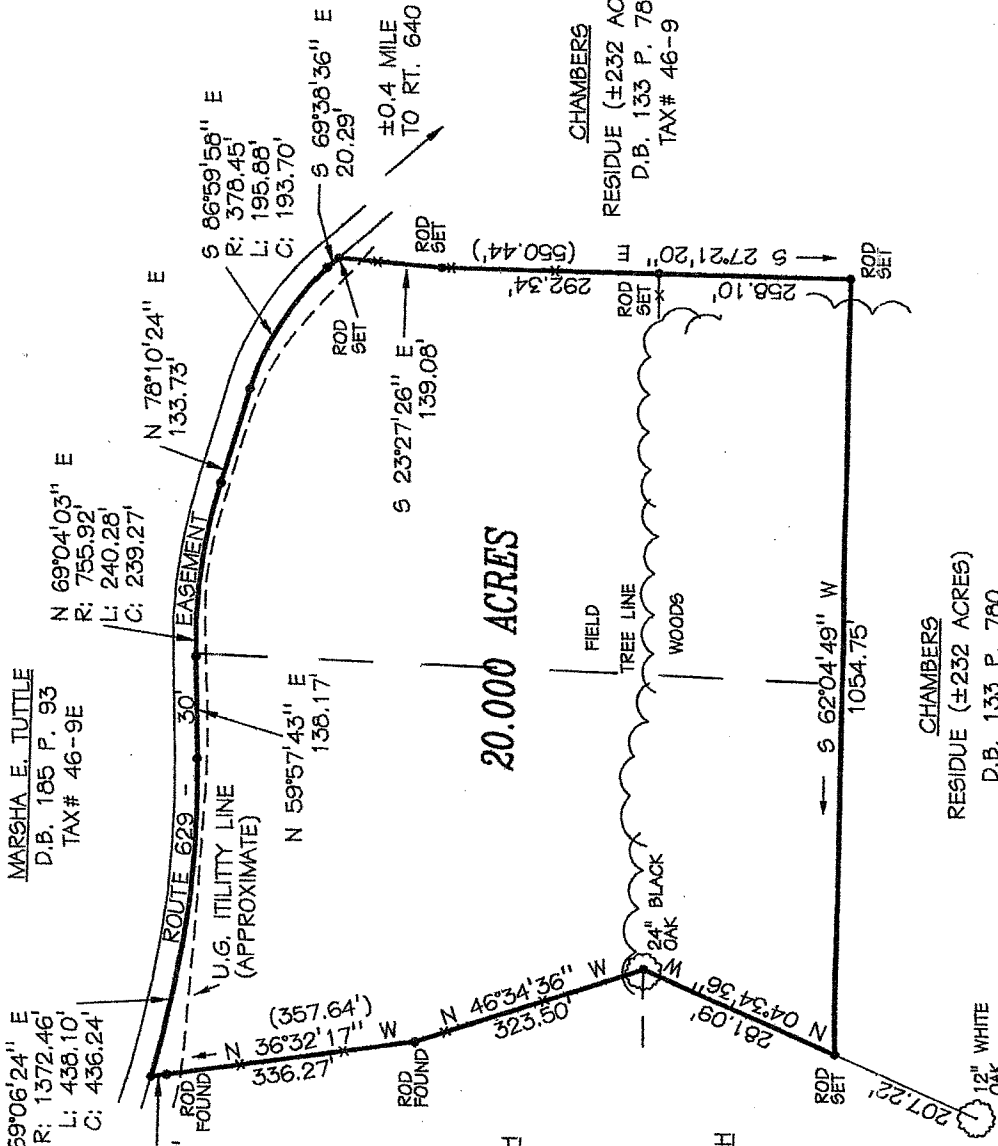 MARSHA E. TUTTLE
D.B. 185 P. 93
TAX# 46-9E
59°06'24" E
R: 1372.46'
L: 438.10'
C: 436.24'
N 69°04'03" E
R: 755.92'
L: 240.28'
C: 239.27'
N 78°10'24" E
133.73'
S 86°59'58" E
R: 378.45'
L: 195.88'
C: 193.70'
S 69°38'36" E
20.29'
±0.4 MILE
TO RT. 640
CHAMBERS
RESIDUE (±232 AC
D.B. 133 P. 78
TAX# 46-9
ROUTE 629 - 30' EASEMENT
U.G. ITILITY LINE
(APPROXIMATE)
N 59°57'43" E
138.17'
ROD
FOUND
(357.64')
N 36°32'17" W
336.27'
ROD
FOUND
N 46°34'36" W
323.50'
24" BLACK
OAK
N 04°34'36" W
281.09'
ROD
SET
207.22'
12" WHITE
OAK
ROD
SET
S 23°27'26" E
139.08'
ROD
SET
(550.44')
292.34'
S 27°21'20" E
ROD
SET
258.10'
ROD
SET
20.000 ACRES
FIELD
TREE LINE
WOODS
S 62°04'49" W
1054.75'
CHAMBERS
RESIDUE (±232 ACRES)
D.B. 133 P. 780